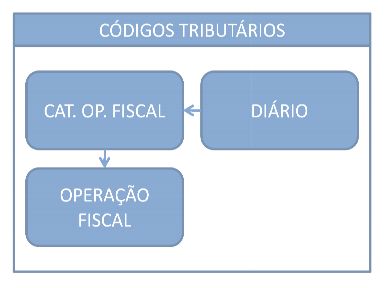 CÓDIGOS TRIBUTÁRIOS
CAT. OP. FISCAL
DIÁRIO
OPERAÇÃO
FISCAL